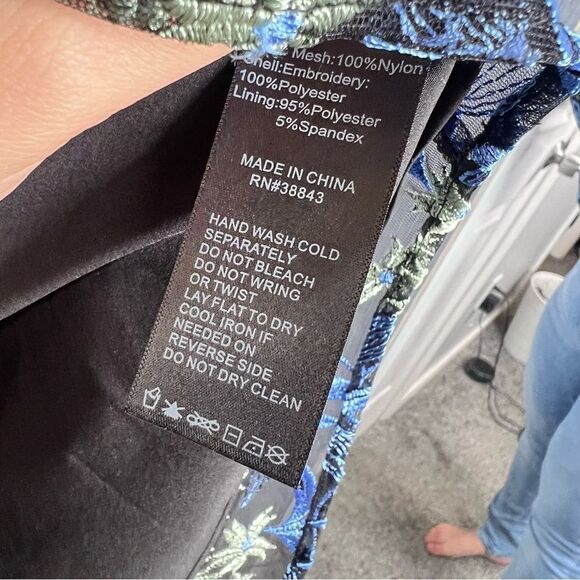 Mesh:100%Nylon
Shell:Embroidery:
100%Polyester
Lining:95%Polyester
5%Spandex
MADE IN CHINA
RN#38843
HAND WASH COLD
SEPARATELY
DO NOT BLEACH
DO NOT WRING
OR TWIST
LAY FLAT TO DRY
COOL IRON IF
NEEDED ON
REVERSE SIDE
DO NOT DRY CLEAN